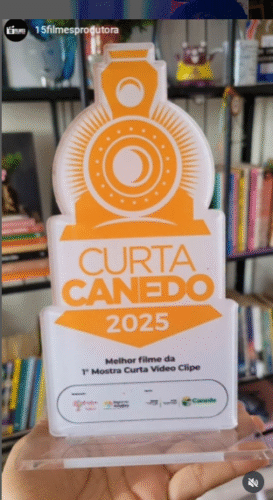 15filmesprodutora
CURTA
CANEDO
2025
Melhor filme da
1ª Mostra Curta Vídeo Clipe
Canedo